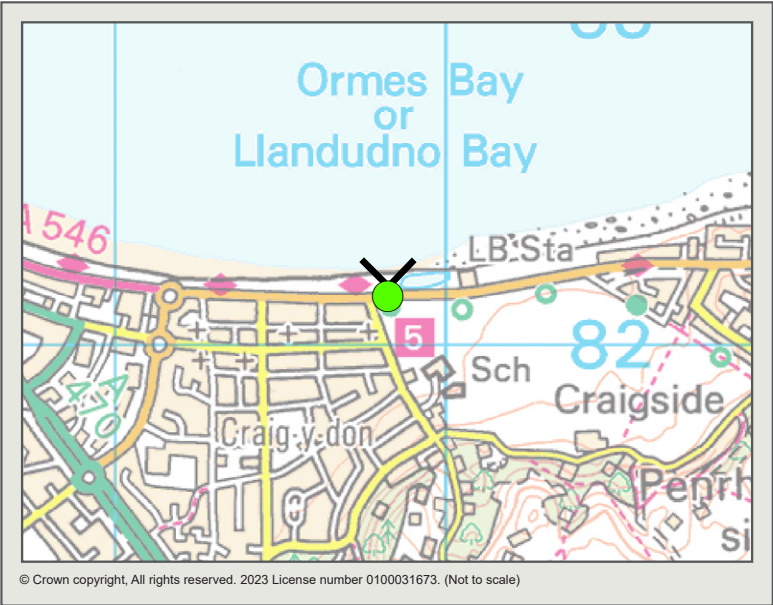 Ormes Bay
or
Llandudno Bay
A 546
LB Sta
5
82
Sch
A 470
Craigside
Craig-y-don
© Crown copyright, All rights reserved. 2023 License number 0100031673. (Not to scale)